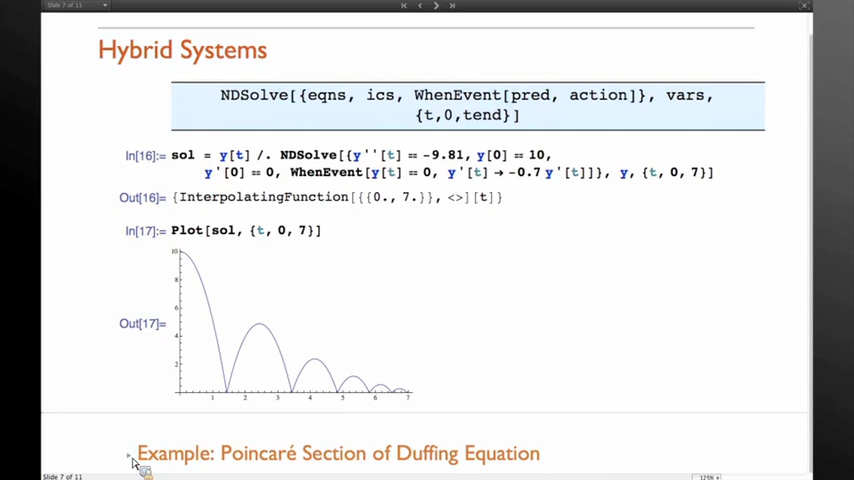 Slide 7 of 11
Hybrid Systems
NDSolve[{eqns, ics, WhenEvent[pred, action]}, vars,
{t,0,tend}]
In[16]:= sol = y[t] /. NDSolve[{y''[t] == -9.81, y[0] == 10,
y'[0] == 0, WhenEvent[y[t] == 0, y'[t] → -0.7 y'[t]]}, y, {t, 0, 7}]
Out[16]= {InterpolatingFunction[{{0., 7.}}, <>][t]}
In[17]:= Plot[sol, {t, 0, 7}]
10
8
6
Out[17]=
4
2
1 2 3 4 5 6 7
Example: Poincaré Section of Duffing Equation
Slide 7 of 11
125%